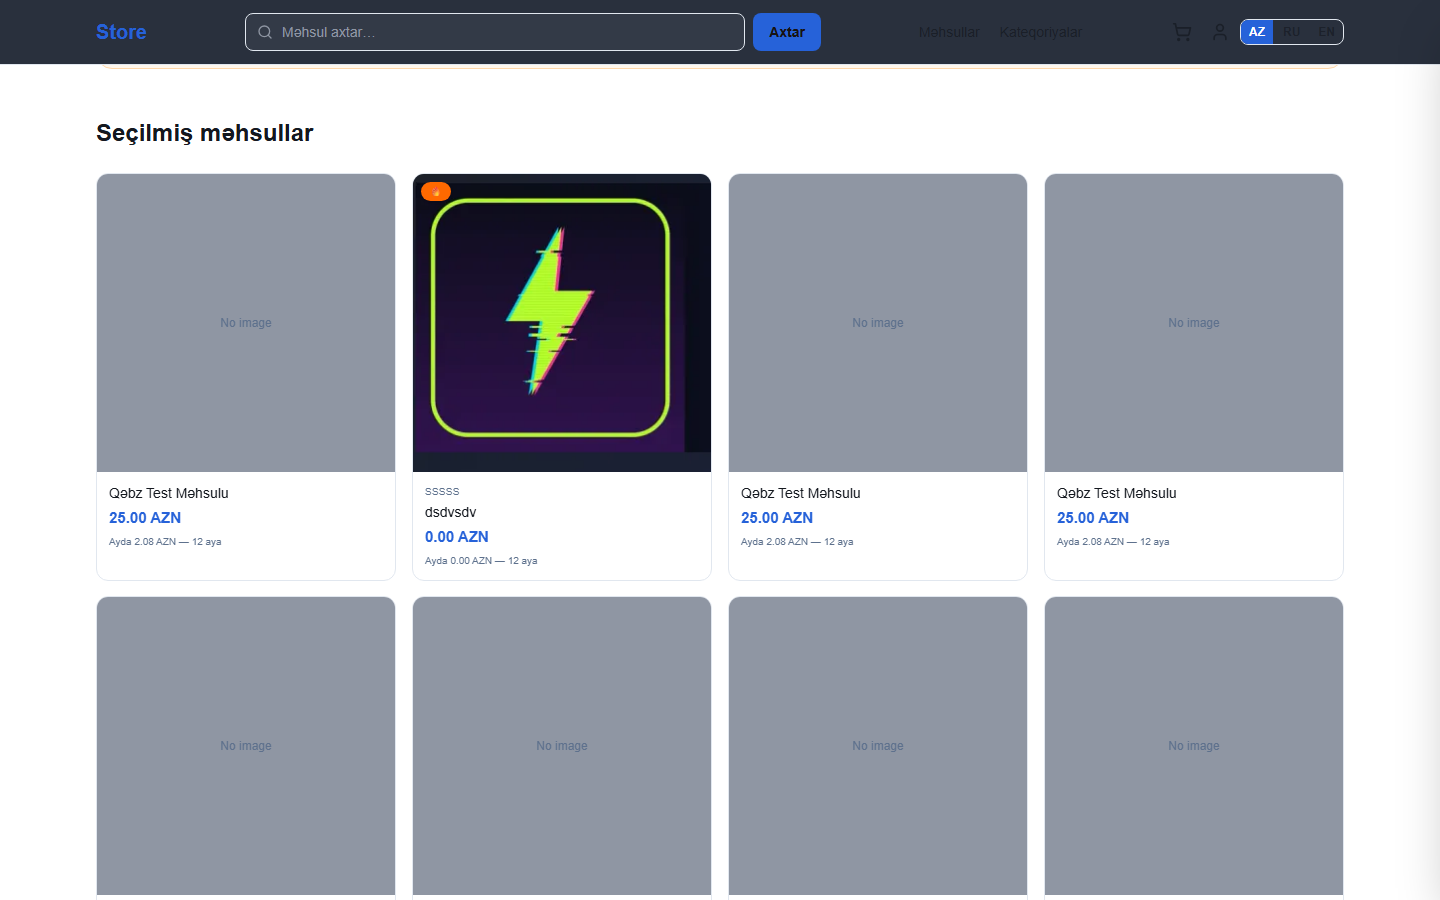 Store
Məhsul axtar...
Axtar
Məhsullar
Kateqoriyalar
AZ
RU
EN
Seçilmiş məhsullar
No image
No image
No image
Qəbz Test Məhsulu
25.00 AZN
Ayda 2.08 AZN — 12 aya
SSSSS
dsdvsdv
0.00 AZN
Ayda 0.00 AZN — 12 aya
Qəbz Test Məhsulu
25.00 AZN
Ayda 2.08 AZN — 12 aya
Qəbz Test Məhsulu
25.00 AZN
Ayda 2.08 AZN — 12 aya
No image
No image
No image
No image